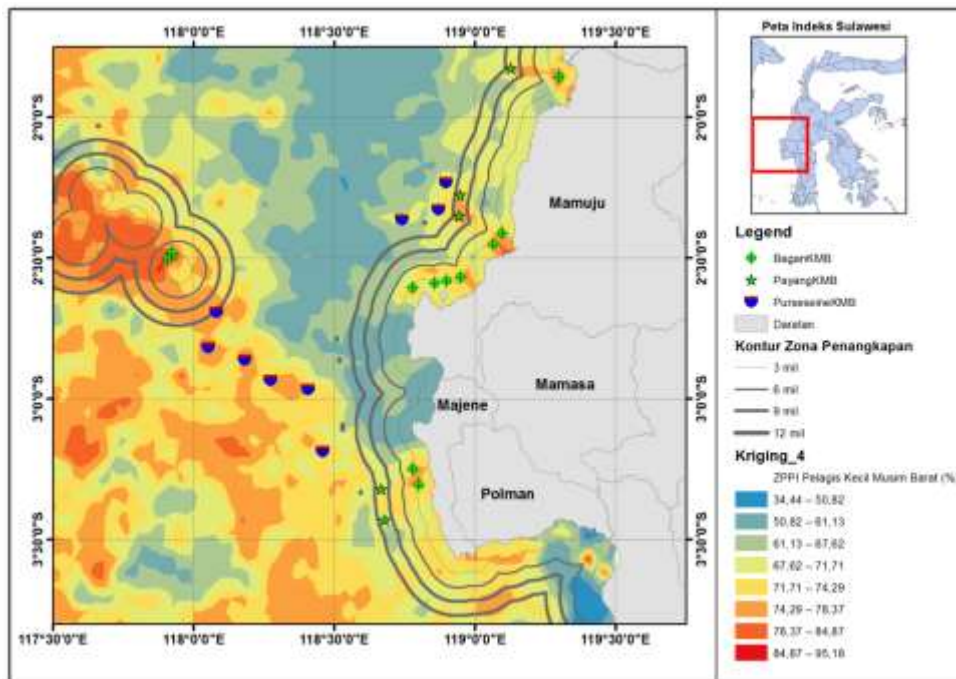 118°0'0"E 118°30'0"E 119°0'0"E 119°30'0"E
2°0'0"S 2°0'0"S
2°30'0"S 2°30'0"S
3°0'0"S 3°0'0"S
3°30'0"S 3°30'0"S
Mamuju
Mamasa
Majene
Polman
117°30'0"E 118°0'0"E 118°30'0"E 119°0'0"E 119°30'0"E
Peta Indeks Sulawesi
Legend
BaganKMB
PayangKMB
PurseseineKMB
Daratan
Kontur Zona Penangkapan
3 mil
6 mil
9 mil
12 mil
Kriging_4
ZPPI Pelagis Kecil Musim Barat (%)
34,44 – 50,82
50,82 – 61,13
61,13 – 67,62
67,62 – 71,71
71,71 – 74,29
74,29 – 78,37
78,37 – 84,87
84,87 – 95,18